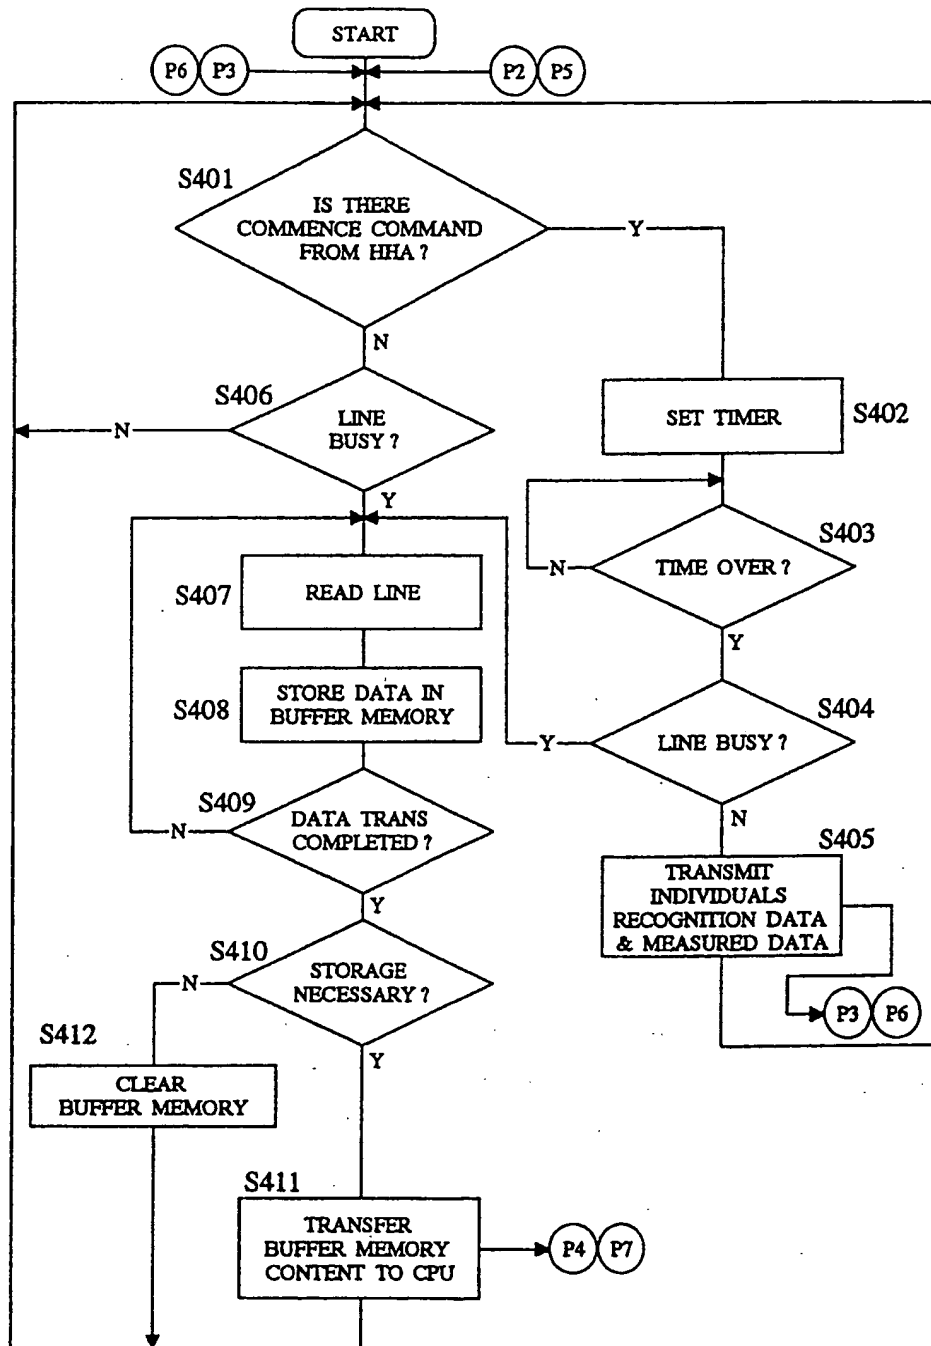 START
P6 P3
P2 P5
S401
IS THERE
COMMENCE COMMAND
FROM HHA ?
Y
N
S406
LINE
BUSY ?
N
Y
SET TIMER
S402
S403
TIME OVER ?
N
Y
S407
READ LINE
S408
STORE DATA IN
BUFFER MEMORY
S404
LINE BUSY ?
Y
N
S409
DATA TRANS
COMPLETED ?
N
Y
S405
TRANSMIT
INDIVIDUALS
RECOGNITION DATA
& MEASURED DATA
P3 P6
S410
STORAGE
NECESSARY ?
N
Y
S412
CLEAR
BUFFER MEMORY
S411
TRANSFER
BUFFER MEMORY
CONTENT TO CPU
P4 P7